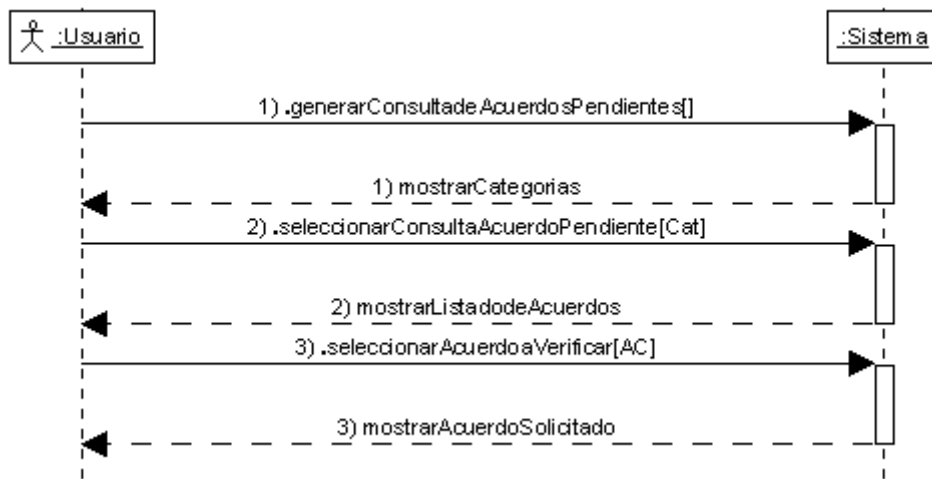 :Usuario
:Sistema
1) .generarConsultadeAcuerdosPendientes[]
1) mostrarCategorias
2) .seleccionarConsultaAcuerdoPendiente[Cat]
2) mostrarListadodeAcuerdos
3) .seleccionarAcuerdoaVerificar[AC]
3) mostrarAcuerdoSolicitado